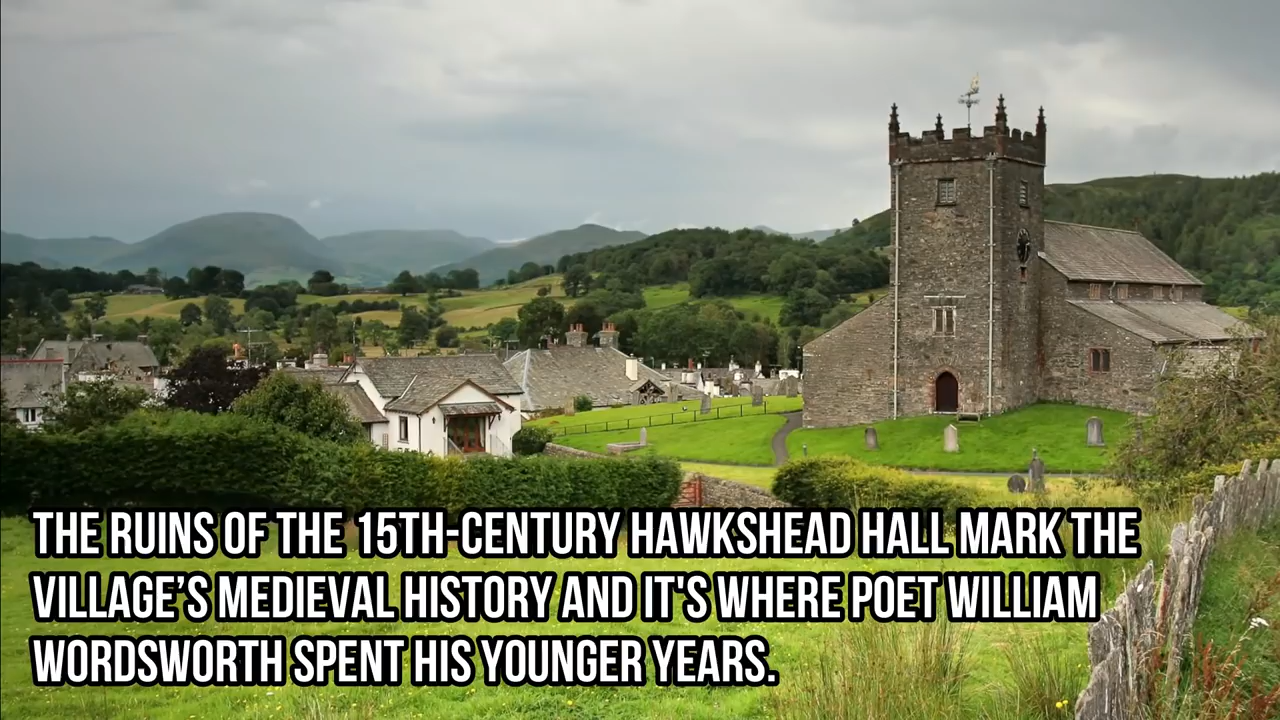 THE RUINS OF THE 15TH-CENTURY HAWKSHEAD HALL MARK THE
VILLAGE’S MEDIEVAL HISTORY AND IT'S WHERE POET WILLIAM
WORDSWORTH SPENT HIS YOUNGER YEARS.